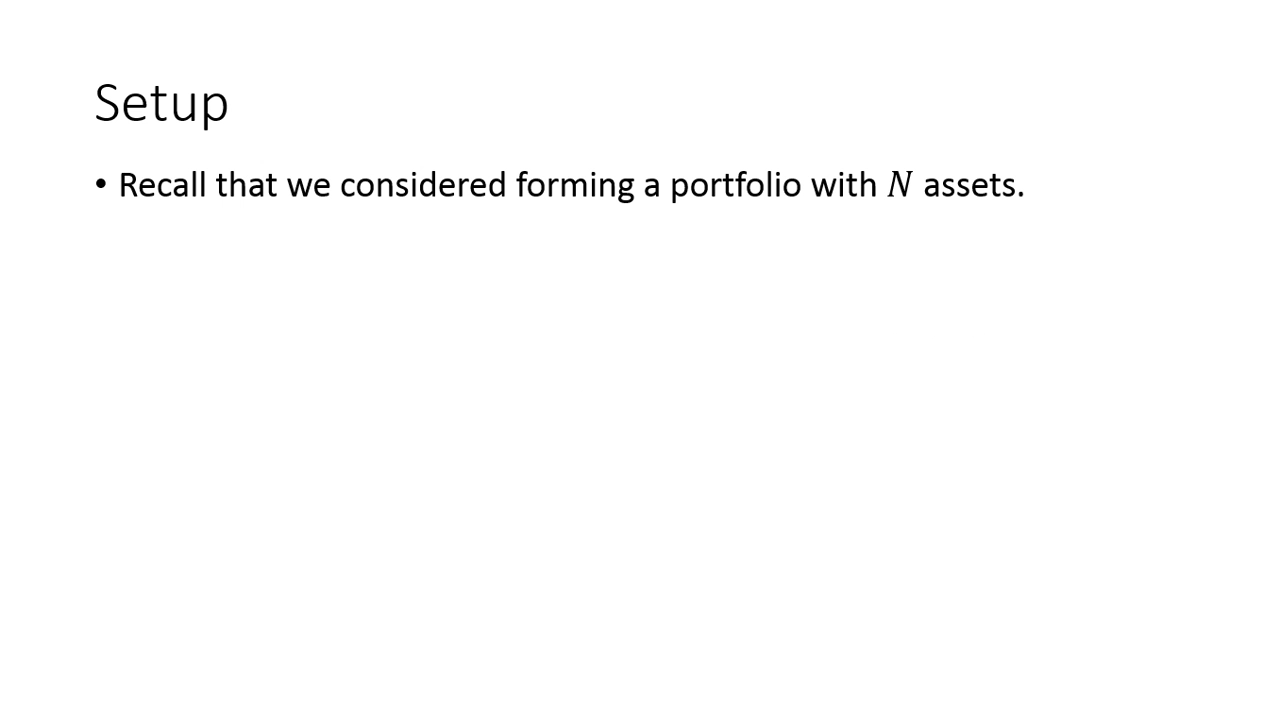 Setup
• Recall that we considered forming a portfolio with N assets.